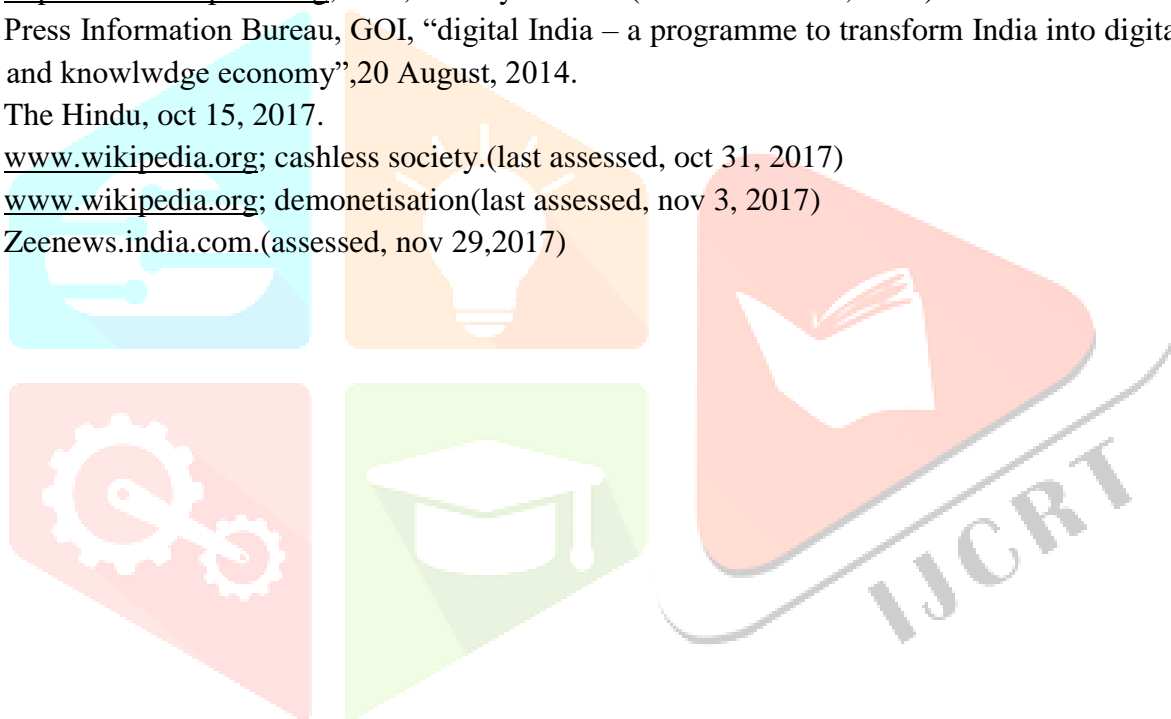 Press Information Bureau, GOI, “digital India – a programme to transform India into digita
and knowlwdge economy”,20 August, 2014.
The Hindu, oct 15, 2017.
www.wikipedia.org; cashless society.(last assessed, oct 31, 2017)
www.wikipedia.org; demonetisation(last assessed, nov 3, 2017)
Zeenews.india.com.(assessed, nov 29,2017)
IJCRT